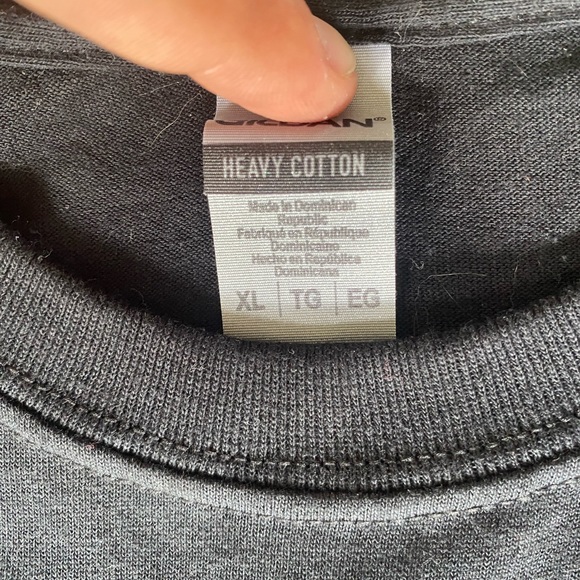 HEAVY COTTON
Made in Dominican
Republic
Fabriqué en République
Dominicaine
Hecho en República
Dominicana
XL | TG | EG